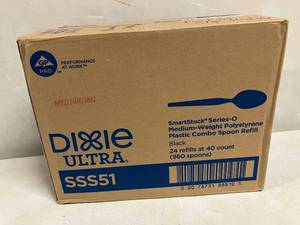 GP
PRO
PERFORMANCE
AT WORK™
DIXIE
ULTRA®
SSS51
SmartStock® Series-O
Medium-Weight Polystyrene
Plastic Combo Spoon Refill
Black
24 refills at 40 count
(960 spoons)